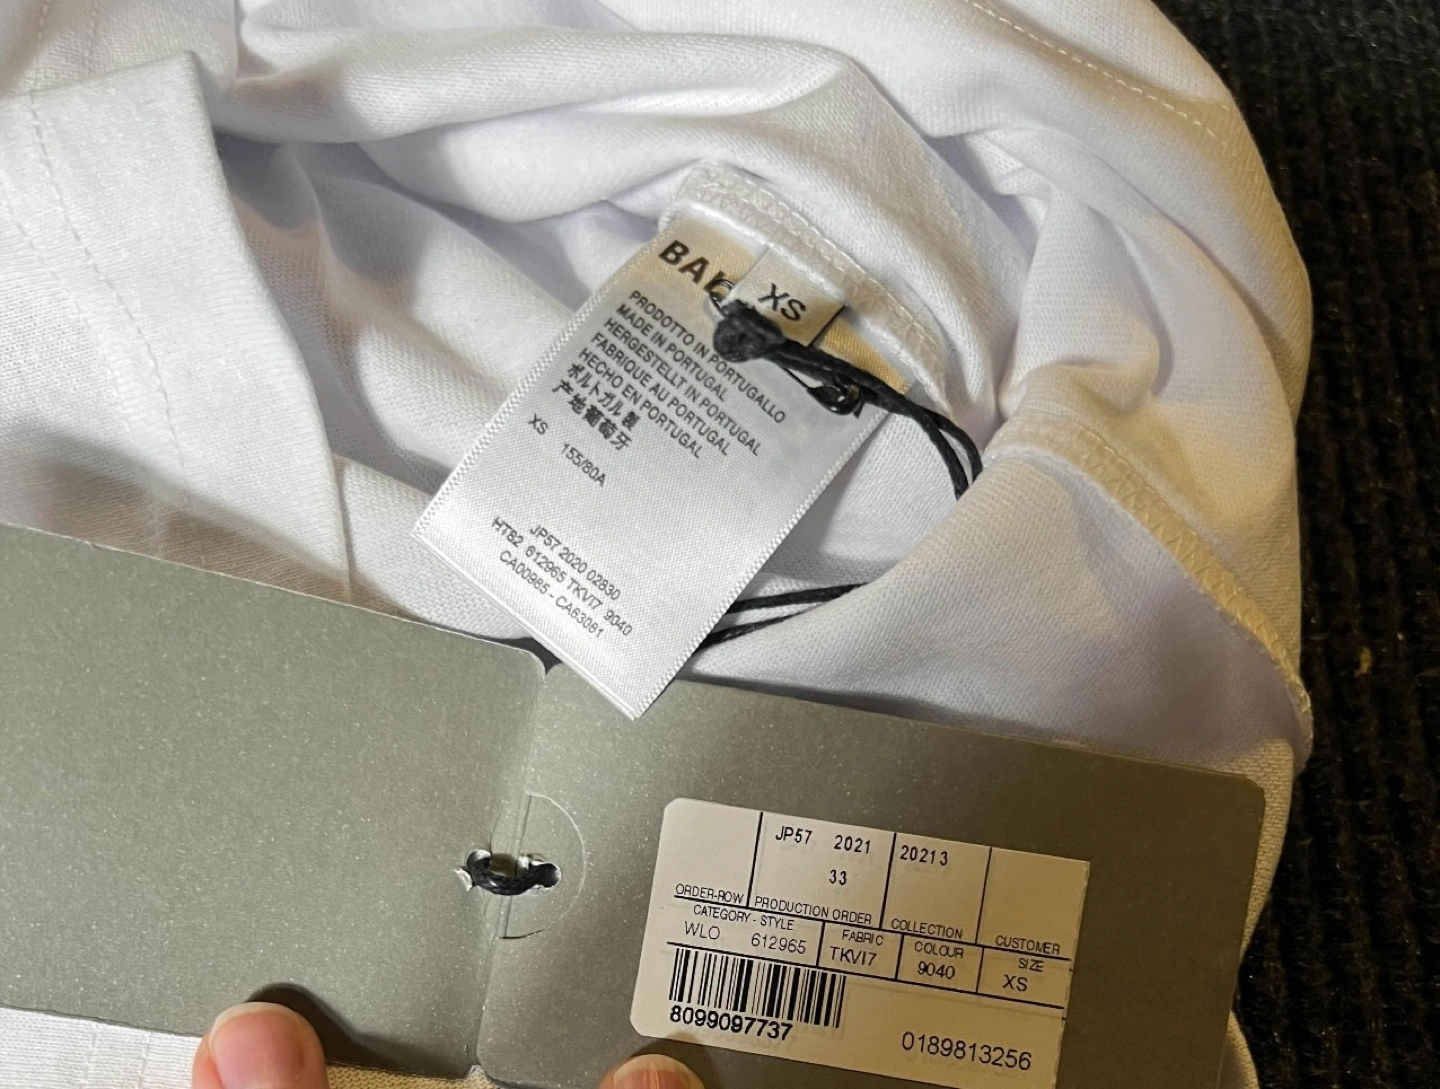 BAL
XS
PRODOTTO IN PORTUGALLO
MADE IN PORTUGAL
HERGESTELLT IN PORTUGAL
FABRIQUE AU PORTUGAL
HECHO EN PORTUGAL
ポルトガル製
产地葡萄牙
XS 155/80A
JP57 2020 02830
HT82 612965 TKVI7 9040
CA00985 - CA63081
JP57 2021 20213
33
ORDER-ROW PRODUCTION ORDER COLLECTION CUSTOMER
CATEGORY - STYLE FABRIC COLOUR SIZE
WLO 612965 TKVI7 9040 XS
8099097737 0189813256